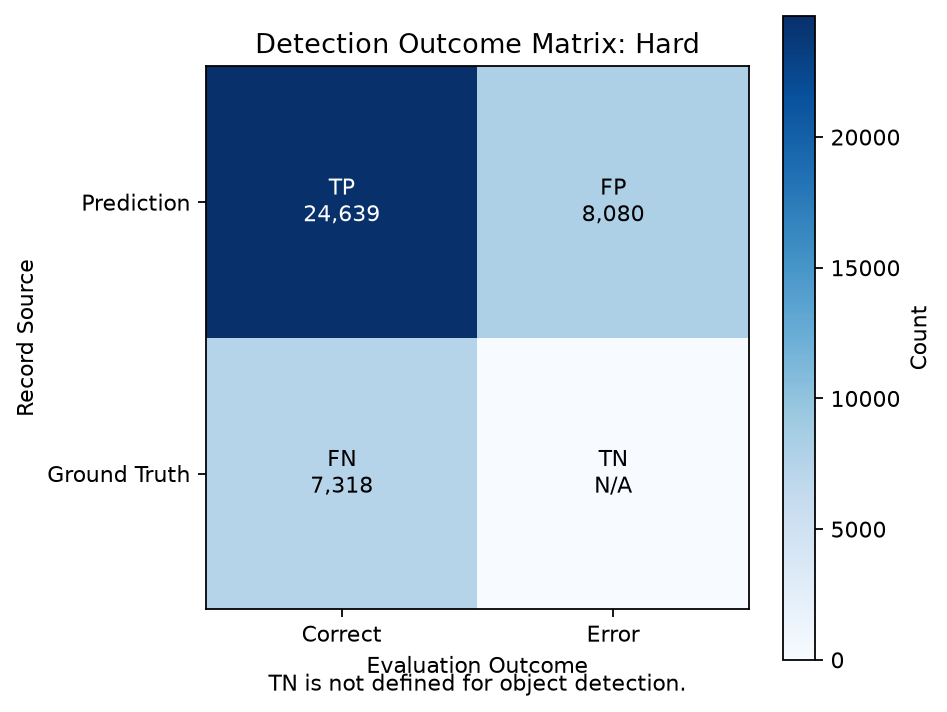 Detection Outcome Matrix: Hard
Record Source
Prediction
Ground Truth
TP
24,639
FP
8,080
FN
7,318
TN
N/A
Correct
Error
Evaluation Outcome
TN is not defined for object detection.
20000
15000
10000
5000
0
Count